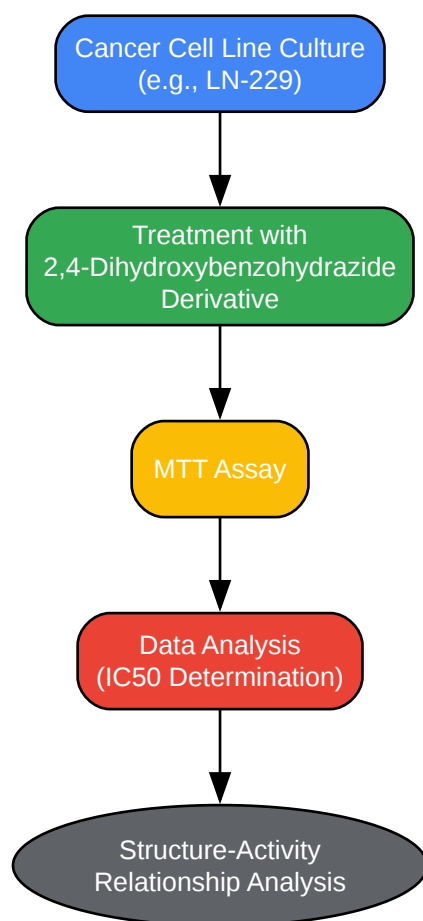 Cancer Cell Line Culture
(e.g., LN-229)
Treatment with
2,4-Dihydroxybenzohydrazide
Derivative
MTT Assay
Data Analysis
(IC50 Determination)
Structure-Activity
Relationship Analysis